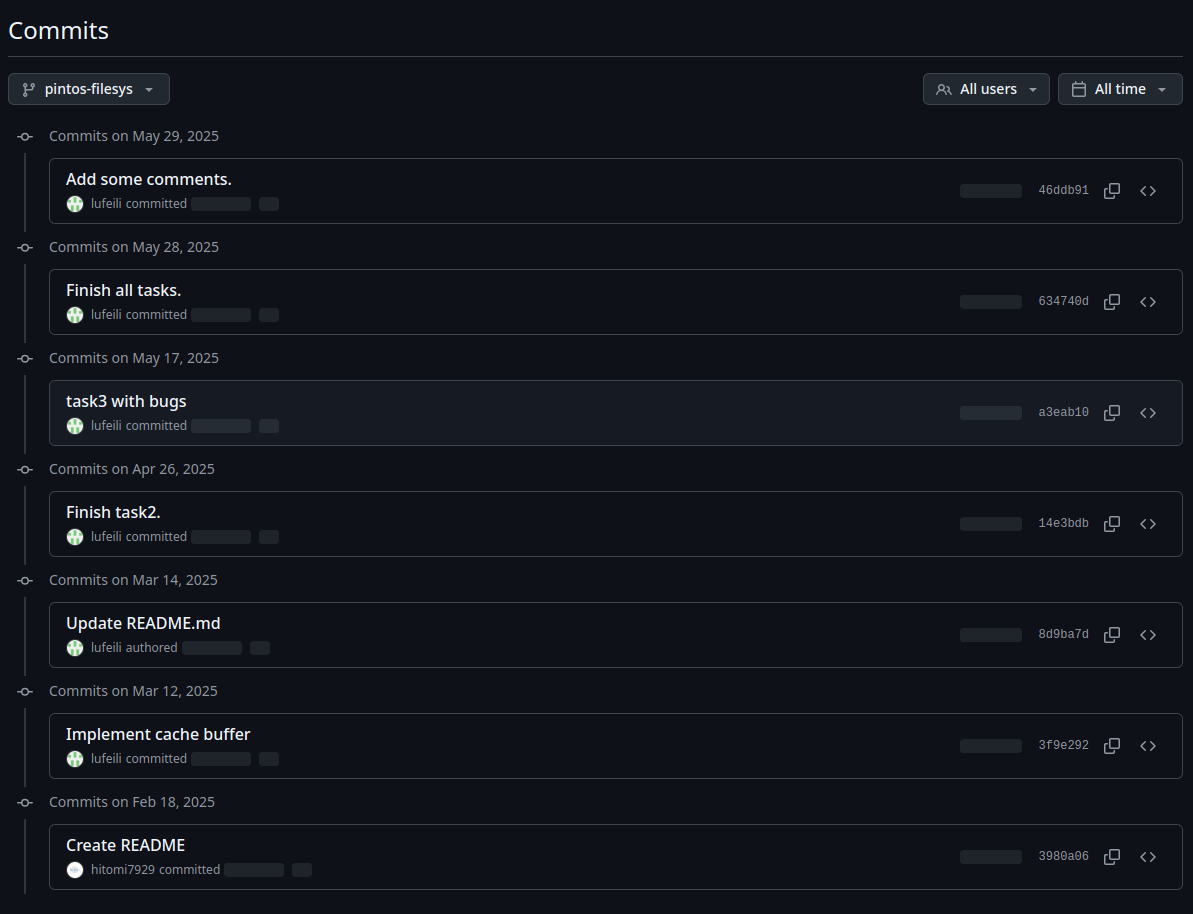 Commits
pintos-filesys
All users
All time
Commits on May 29, 2025
Add some comments.
lufeili committed
46ddb91
Commits on May 28, 2025
Finish all tasks.
lufeili committed
634740d
Commits on May 17, 2025
task3 with bugs
lufeili committed
a3eab10
Commits on Apr 26, 2025
Finish task2.
lufeili committed
14e3bdb
Commits on Mar 14, 2025
Update README.md
lufeili authored
8d9ba7d
Commits on Mar 12, 2025
Implement cache buffer
lufeili committed
3f9e292
Commits on Feb 18, 2025
Create README
hitomi7929 committed
3980a06